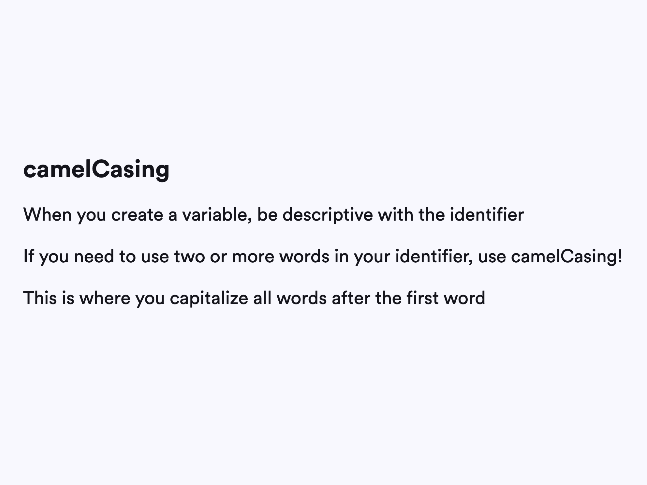 camelCasing
When you create a variable, be descriptive with the identifier
If you need to use two or more words in your identifier, use camelCasing!
This is where you capitalize all words after the first word